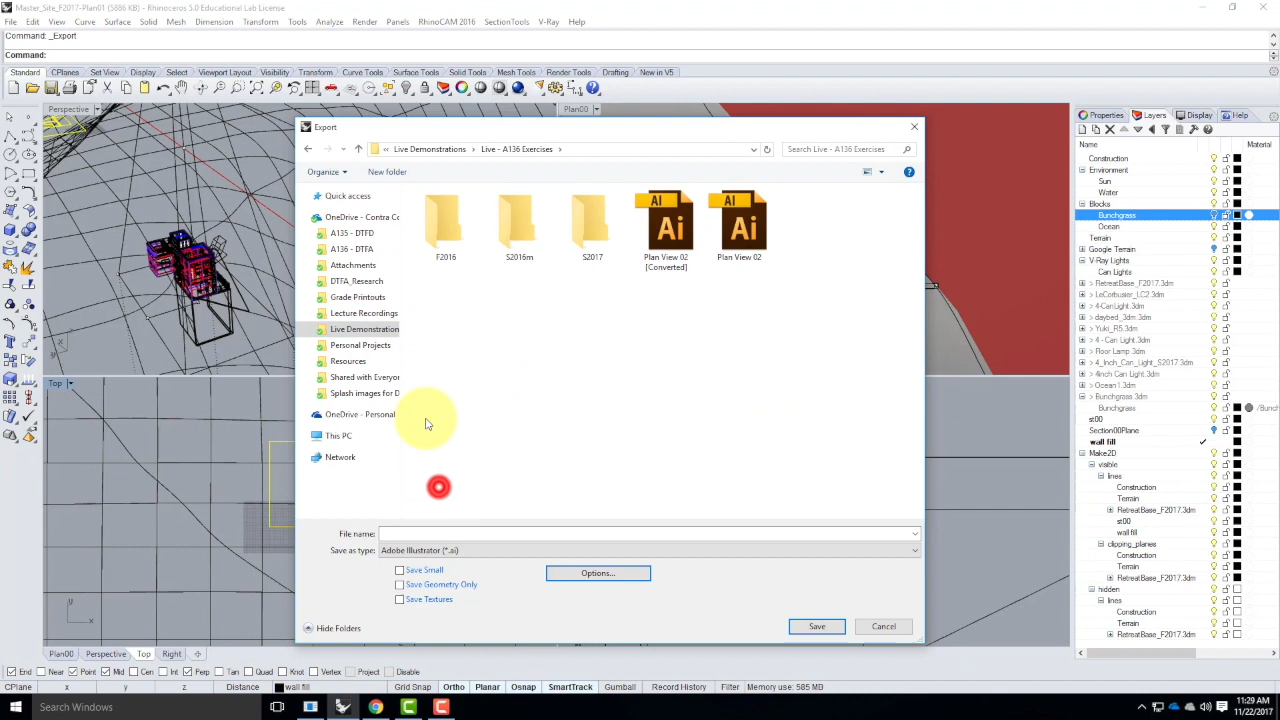 Master_Site_F2017-Plan01 (5886 KB) - Rhinoceros 5.0 Educational Lab License
File Edit View Curve Surface Solid Mesh Dimension Transform Tools Analyze Render Panels RhinoCAM 2016 SectionTools V-Ray Help
Command: _Export
Command:
Standard CPlanes Set View Display Select Viewport Layout Visibility Transform Curve Tools Surface Tools Solid Tools Mesh Tools Render Tools Drafting New in V5
Perspective
Plan00
Properties Layers Display Help
Export
Name Material
« Live Demonstrations › Live - A136 Exercises ›
Search Live - A136 Exercises
Organize New folder
Quick access
OneDrive - Contra Cc
A135 - DTFD
A136 - DTFA
Attachments
DTFA_Research
Grade Printouts
Lecture Recordings
Live Demonstration
Personal Projects
Resources
Shared with Everyor
Splash images for D
OneDrive - Personal
This PC
Network
F2016
S2016m
S2017
AI
Ai
Plan View 02
[Converted]
AI
Ai
Plan View 02
File name:
Save as type: Adobe Illustrator (*.ai)
Save Small
Save Geometry Only
Save Textures
Options...
Hide Folders
Save Cancel
Construction
Environment
Sun
Water
Blocks
Bunchgrass
Ocean
Terrain
Google Terrain
V-Ray Lights
Can Lights
> RetreatBase_F2017.3dm
> LeCorbusier_LC2.3dm
> 4-CanLight.3dm
> daybed_3dm 3dm
> Yuki_R5.3dm
> 4 - Can Light.3dm
> Floor Lamp 3.3dm
> 4_Inch_Can_Light_S2017.3dm
> 4inch Can Light.3dm
> Ocean1.3dm
> Bunchgrass 3dm
Bunchgrass /Bunch
st00
Section00Plane
wall fill
Make2D
visible
lines
Construction
Terrain
RetreatBase_F2017.3dm
st00
wall fill
clipping_planes
Construction
Terrain
RetreatBase_F2017.3dm
hidden
lines
Construction
Terrain
RetreatBase_F2017.3dm
Top
y
x
Plan00 Perspective Top Right
End Near Point Mid Cen Int Perp Tan Quad Knot Vertex Project Disable
CPlane x y z Distance wall fill Grid Snap Ortho Planar Osnap SmartTrack Gumball Record History Filter Memory use: 585 MB
Search Windows
11:29 AM
11/22/2017